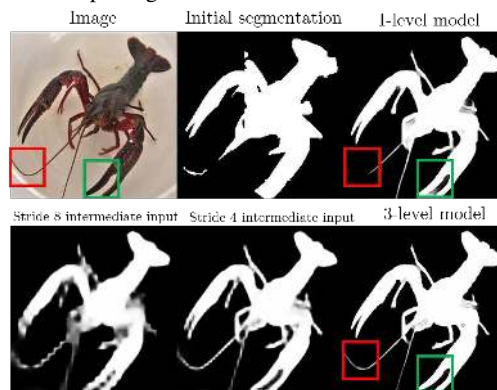 Image
Initial segmentation
1-level model
Stride 8 intermediate input
Stride 4 intermediate input
3-level model